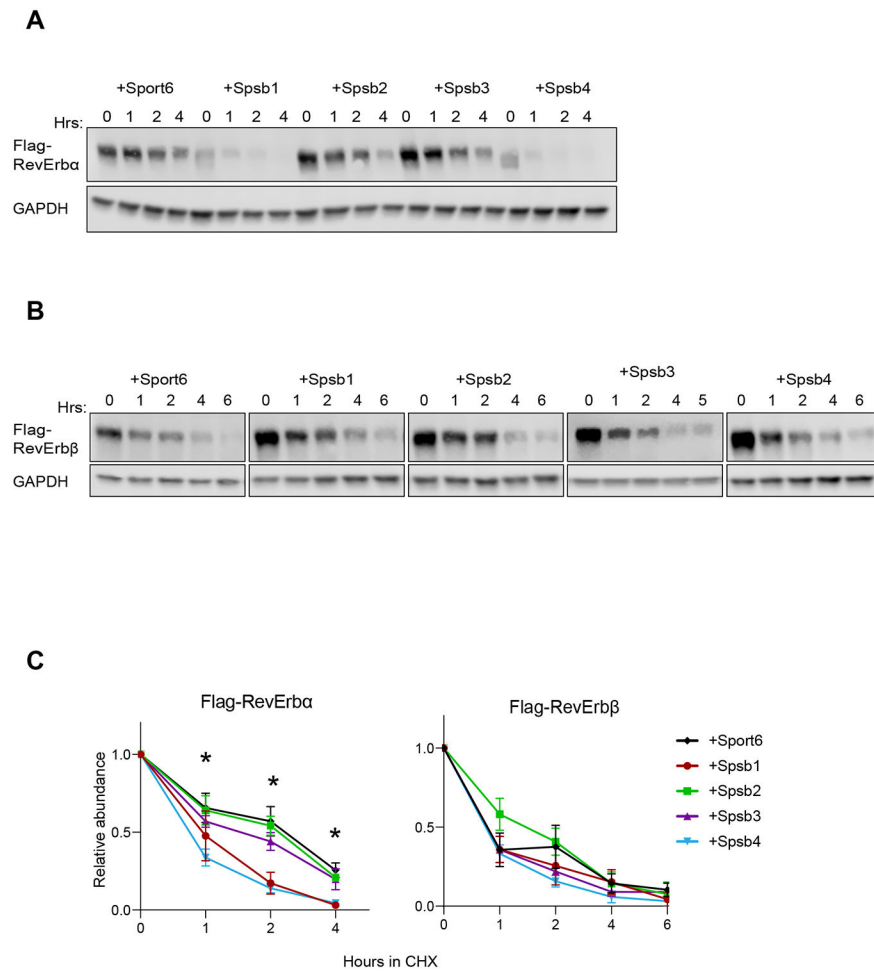 A
+Sport6 +Spsb1 +Spsb2 +Spsb3 +Spsb4
Hrs: 0 1 2 4 0 1 2 4 0 1 2 4 0 1 2 4 0 1 2 4
Flag-
RevErbα
GAPDH
B
+Sport6 +Spsb1 +Spsb2 +Spsb3 +Spsb4
Hrs: 0 1 2 4 6 0 1 2 4 6 0 1 2 4 6 0 1 2 4 5 0 1 2 4 6
Flag-
RevErbβ
GAPDH
C
Flag-RevErbα
Relative abundance
1.0
0.5
0.0
0 1 2 4
* * *
Flag-RevErbβ
1.0
0.5
0.0
0 1 2 4 6
+Sport6
+Spsb1
+Spsb2
+Spsb3
+Spsb4
Hours in CHX